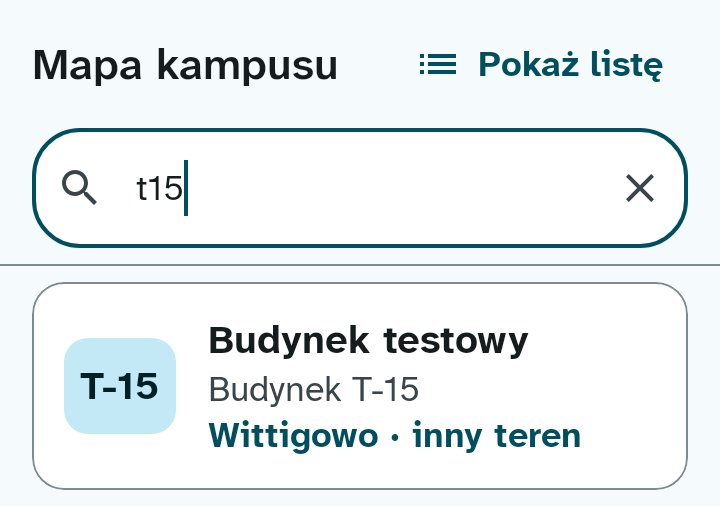 Mapa kampusu
Pokaż listę
t15
T-15
Budynek testowy
Budynek T-15
Wittigowo · inny teren